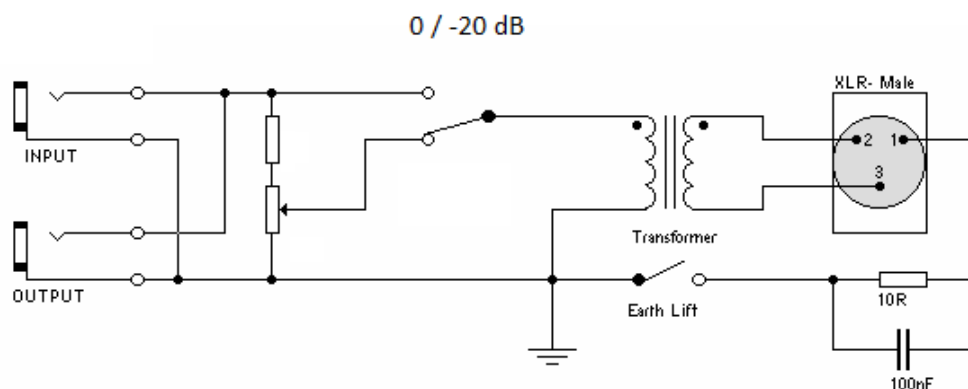 0 / -20 dB
XLR- Male
INPUT
2 1
3
Transformer
OUTPUT
Earth Lift
10R
100nF